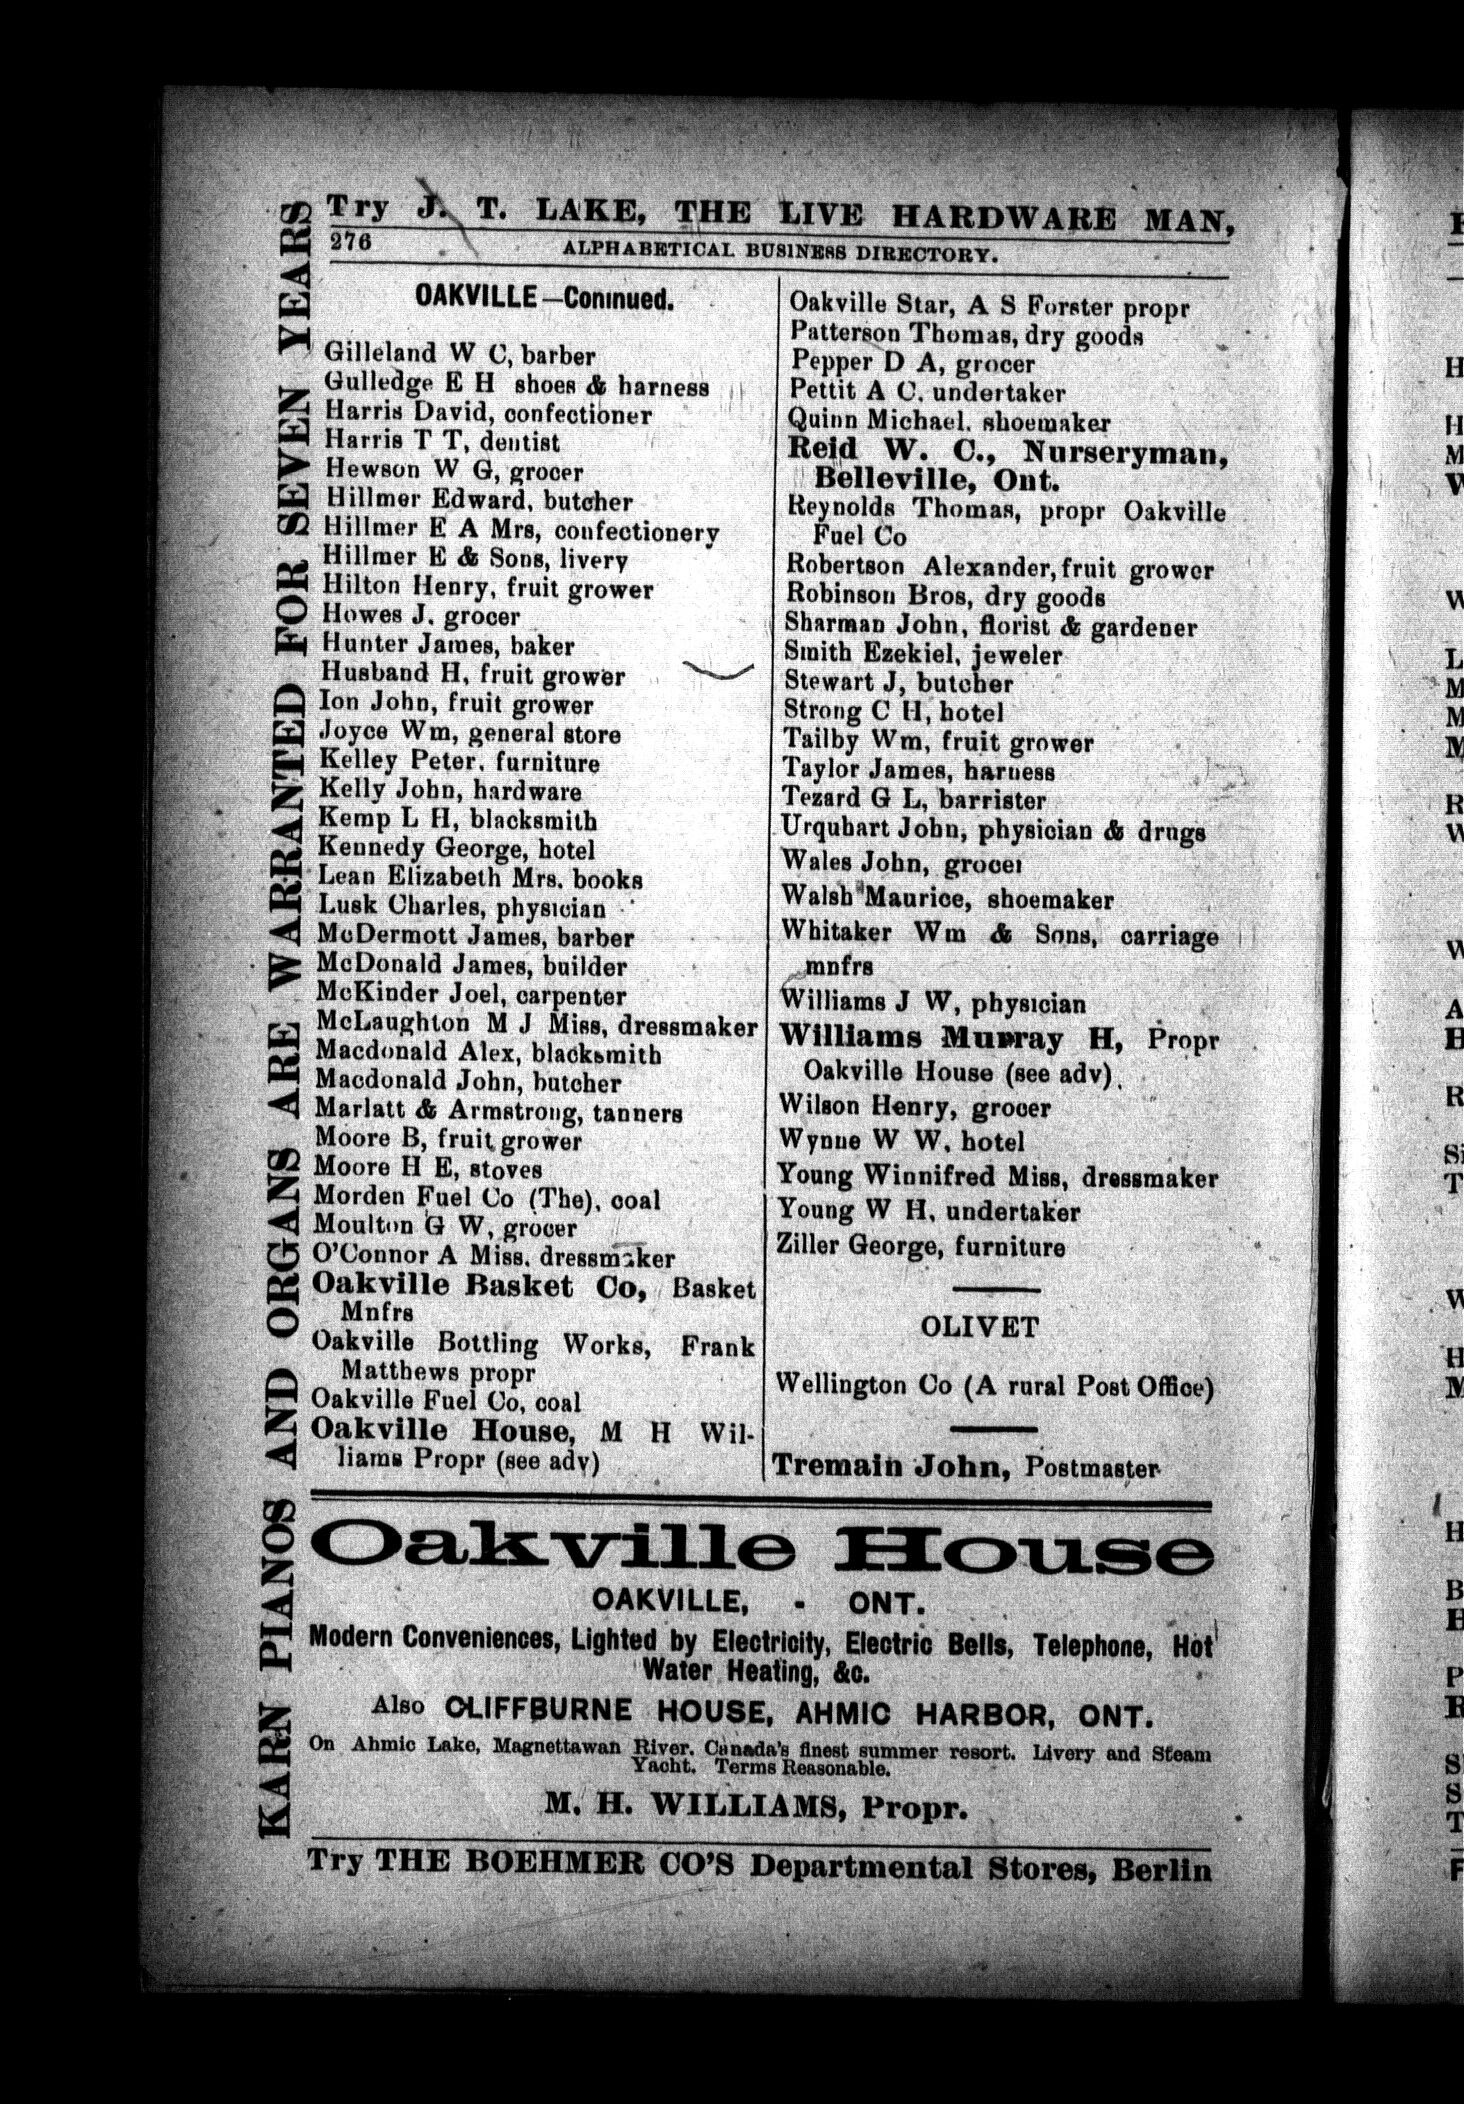 Try J. T. LAKE, THE LIVE HARDWARE MAN,
276
ALPHABETICAL BUSINESS DIRECTORY.
KARN PIANOS AND ORGANS ARE WARRANTED FOR SEVEN YEARS
OAKVILLE—Coninued.
Gilleland W C, barber
Gulledge E H shoes & harness
Harris David, confectioner
Harris T T, dentist
Hewson W G, grocer
Hillmer Edward, butcher
Hillmer E A Mrs, confectionery
Hillmer E & Sons, livery
Hilton Henry, fruit grower
Howes J. grocer
Hunter James, baker
Husband H, fruit grower
Ion John, fruit grower
Joyce Wm, general store
Kelley Peter, furniture
Kelly John, hardware
Kemp L H, blacksmith
Kennedy George, hotel
Lean Elizabeth Mrs. books
Lusk Charles, physician
McDermott James, barber
McDonald James, builder
McKinder Joel, carpenter
McLaughton M J Miss, dressmaker
Macdonald Alex, blacksmith
Macdonald John, butcher
Marlatt & Armstrong, tanners
Moore B, fruit grower
Moore H E, stoves
Morden Fuel Co (The), coal
Moulton G W, grocer
O'Connor A Miss. dressmaker
Oakville Basket Co, Basket
Mnfrs
Oakville Bottling Works, Frank
Matthews propr
Oakville Fuel Co, coal
Oakville House, M H Wil-
liams Propr (see adv)
Oakville Star, A S Forster propr
Patterson Thomas, dry goods
Pepper D A, grocer
Pettit A C. undertaker
Quinn Michael. shoemaker
Reid W. C., Nurseryman,
Belleville, Ont.
Reynolds Thomas, propr Oakville
Fuel Co
Robertson Alexander, fruit grower
Robinson Bros, dry goods
Sharman John, florist & gardener
Smith Ezekiel, jeweler
Stewart J, butcher
Strong C H, hotel
Tailby Wm, fruit grower
Taylor James, harness
Tezard G L, barrister
Urquhart John, physician & drugs
Wales John, grocer
Walsh Maurice, shoemaker
Whitaker Wm & Sons, carriage
mnfrs
Williams J W, physician
Williams Murray H, Propr
Oakville House (see adv),
Wilson Henry, grocer
Wynne W W, hotel
Young Winnifred Miss, dressmaker
Young W H, undertaker
Ziller George, furniture
OLIVET
Wellington Co (A rural Post Office)
Tremain John, Postmaster
Oakville House
OAKVILLE, - ONT.
Modern Conveniences, Lighted by Electricity, Electric Bells, Telephone, Hot
Water Heating, &c.
Also CLIFFBURNE HOUSE, AHMIC HARBOR, ONT.
On Ahmic Lake, Magnettawan River. Canada's finest summer resort. Livery and Steam
Yacht. Terms Reasonable.
M. H. WILLIAMS, Propr.
Try THE BOEHMER CO'S Departmental Stores, Berlin